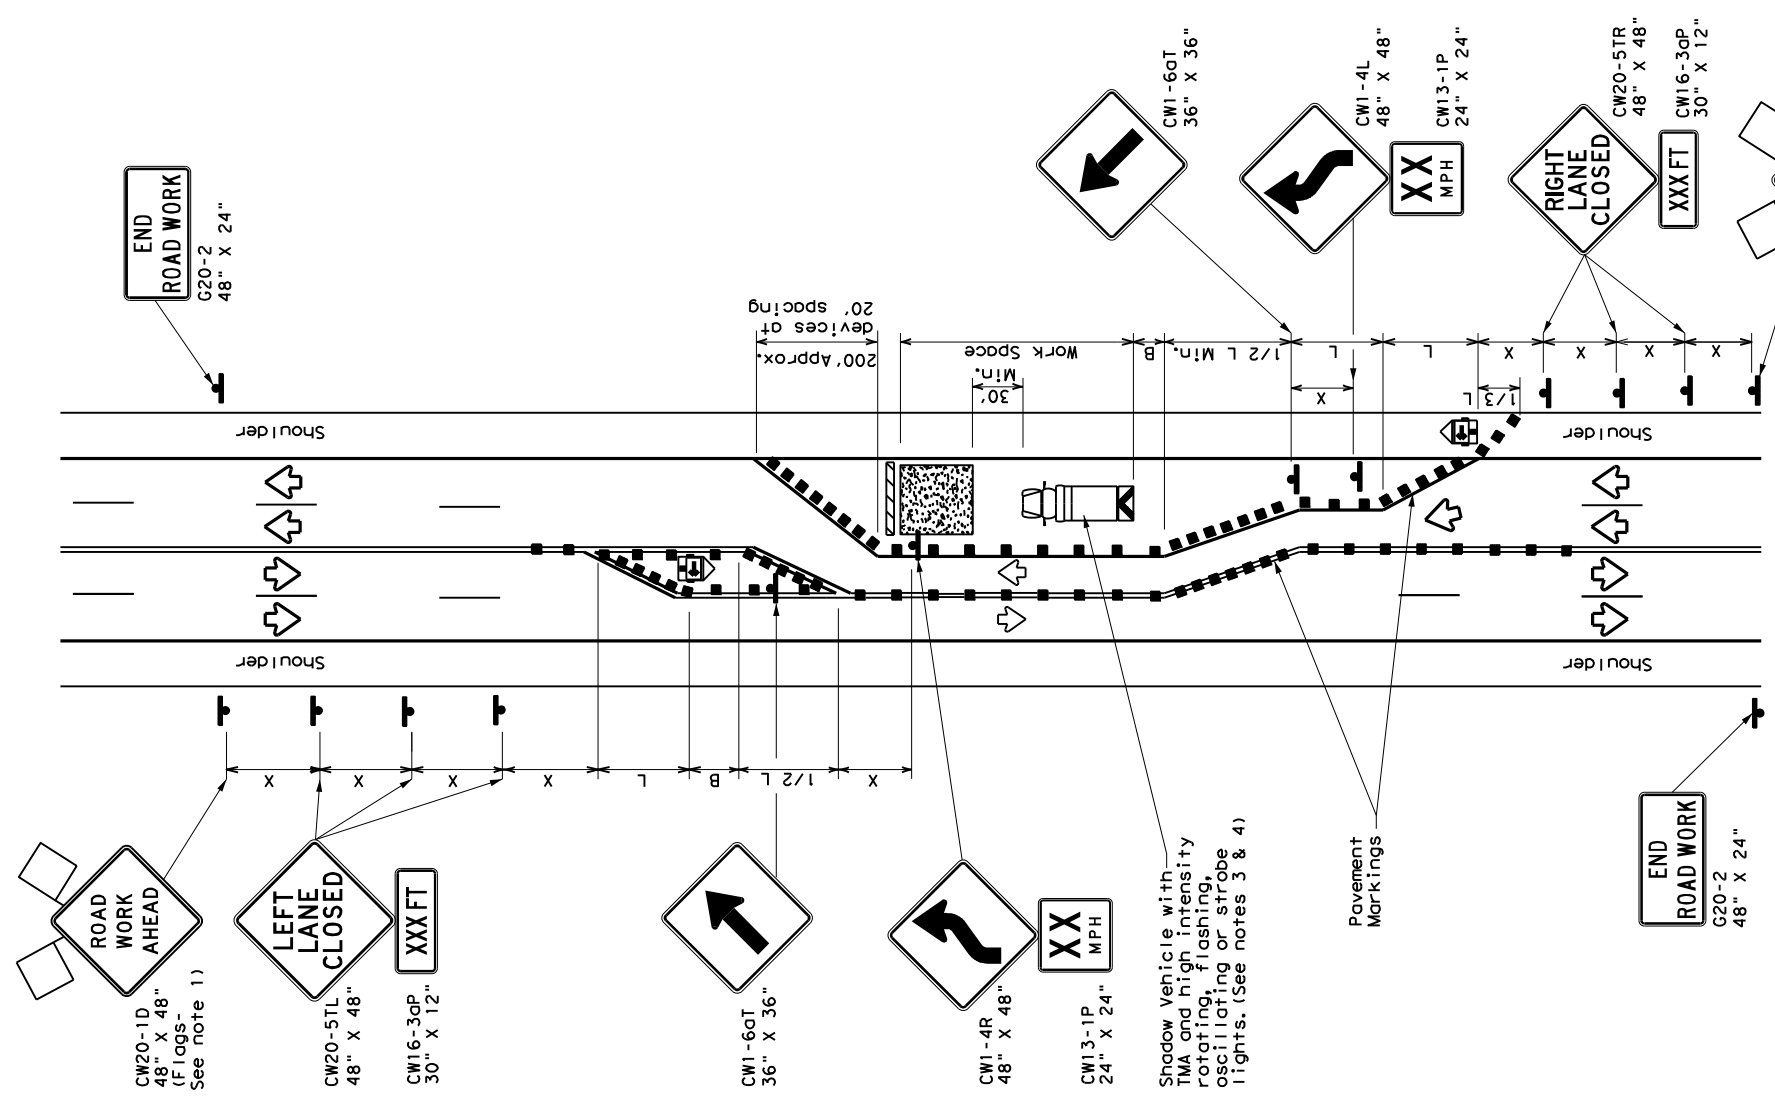 END
ROAD WORK
G20-2
48" X 24"
CW1-6aT
36" X 36"
CW1-4L
48" X 48"
XX
MPH
CW13-1P
24" X 24"
RIGHT
LANE
CLOSED
CW20-5TR
48" X 48"
XXX FT
CW16-3aP
30" X 12"
200' Approx.
devices at
20' spacing
Work Space
30'
Min.
B
1/2 L Min.
L
L
X
X
X
X
X
1/3 L
Shoulder
Shoulder
Shoulder
Shoulder
X
X
X
X
L
B
1/2 L
X
ROAD
WORK
AHEAD
CW20-1D
48" X 48"
(Flags-
See note 1)
LEFT
LANE
CLOSED
CW20-5TL
48" X 48"
XXX FT
CW16-3aP
30" X 12"
CW1-6aT
36" X 36"
CW1-4R
48" X 48"
XX
MPH
CW13-1P
24" X 24"
Shadow Vehicle with
TMA and high intensity
rotating, flashing,
oscillating or strobe
lights. (See notes 3 & 4)
Pavement
Markings
END
ROAD WORK
G20-2
48" X 24"